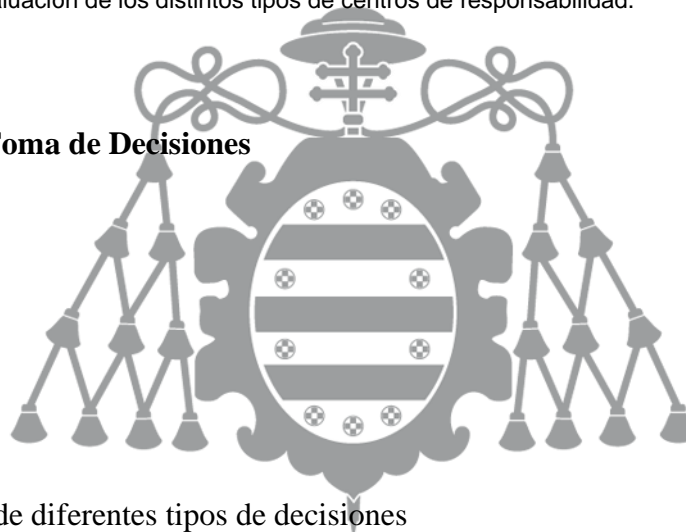 aluación de los distintos tipos de centros de responsabilidad.
Toma de Decisiones
de diferentes tipos de decisiones